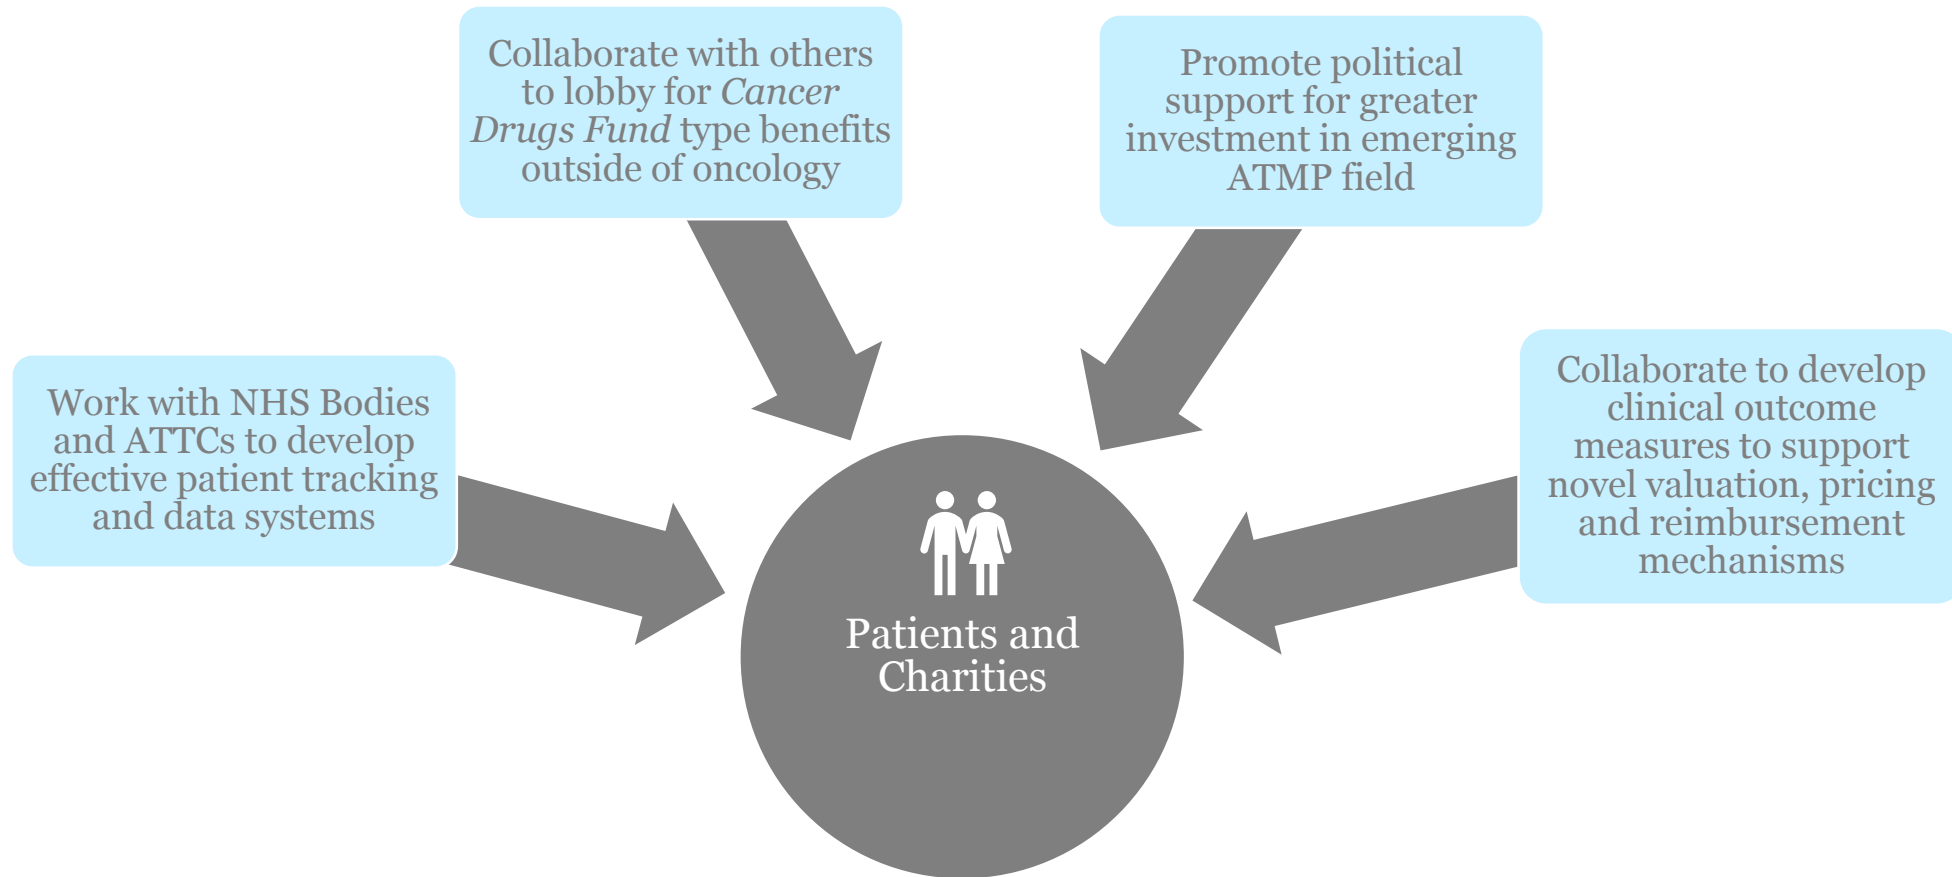 Collaborate with others
to lobby for Cancer
Drugs Fund type benefits
outside of oncology
Promote political
support for greater
investment in emerging
ATMP field
Work with NHS Bodies
and ATTCs to develop
effective patient tracking
and data systems
Collaborate to develop
clinical outcome
measures to support
novel valuation, pricing
and reimbursement
mechanisms
Patients and
Charities